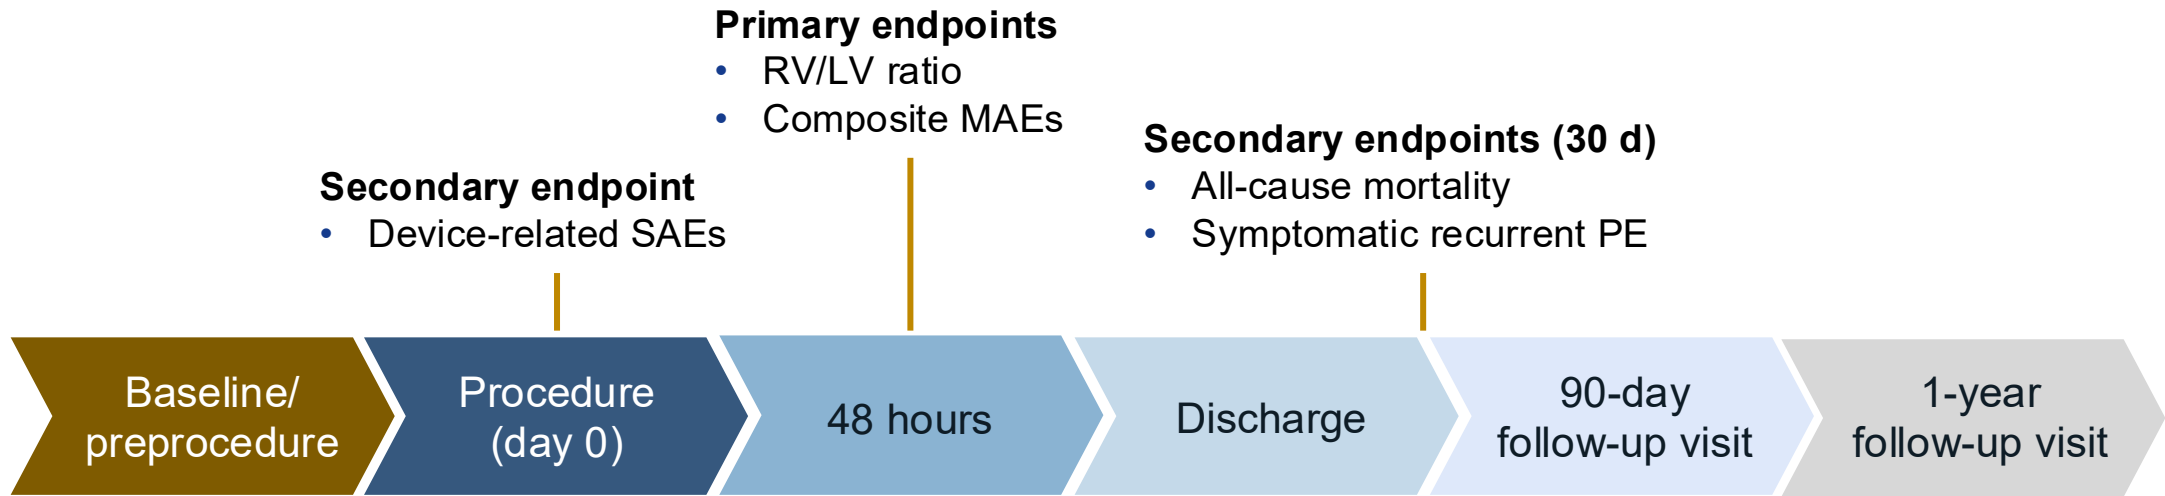 Primary endpoints
• RV/LV ratio
• Composite MAEs
Secondary endpoints (30 d)
• All-cause mortality
• Symptomatic recurrent PE
Secondary endpoint
• Device-related SAEs
Baseline/
preprocedure
Procedure
(day 0)
48 hours
Discharge
90-day
follow-up visit
1-year
follow-up visit